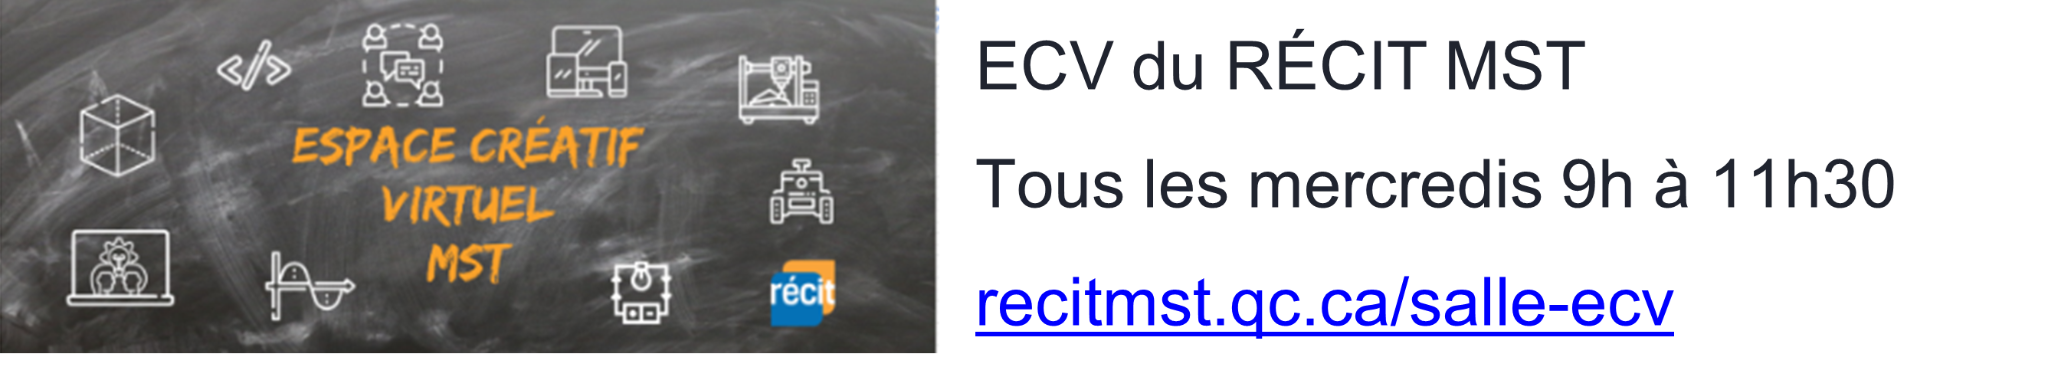 ESPACE CRÉATIF
VIRTUEL
MST
récit
ECV du RÉCIT MST
Tous les mercredis 9h à 11h30
recitmst.qc.ca/salle-ecv